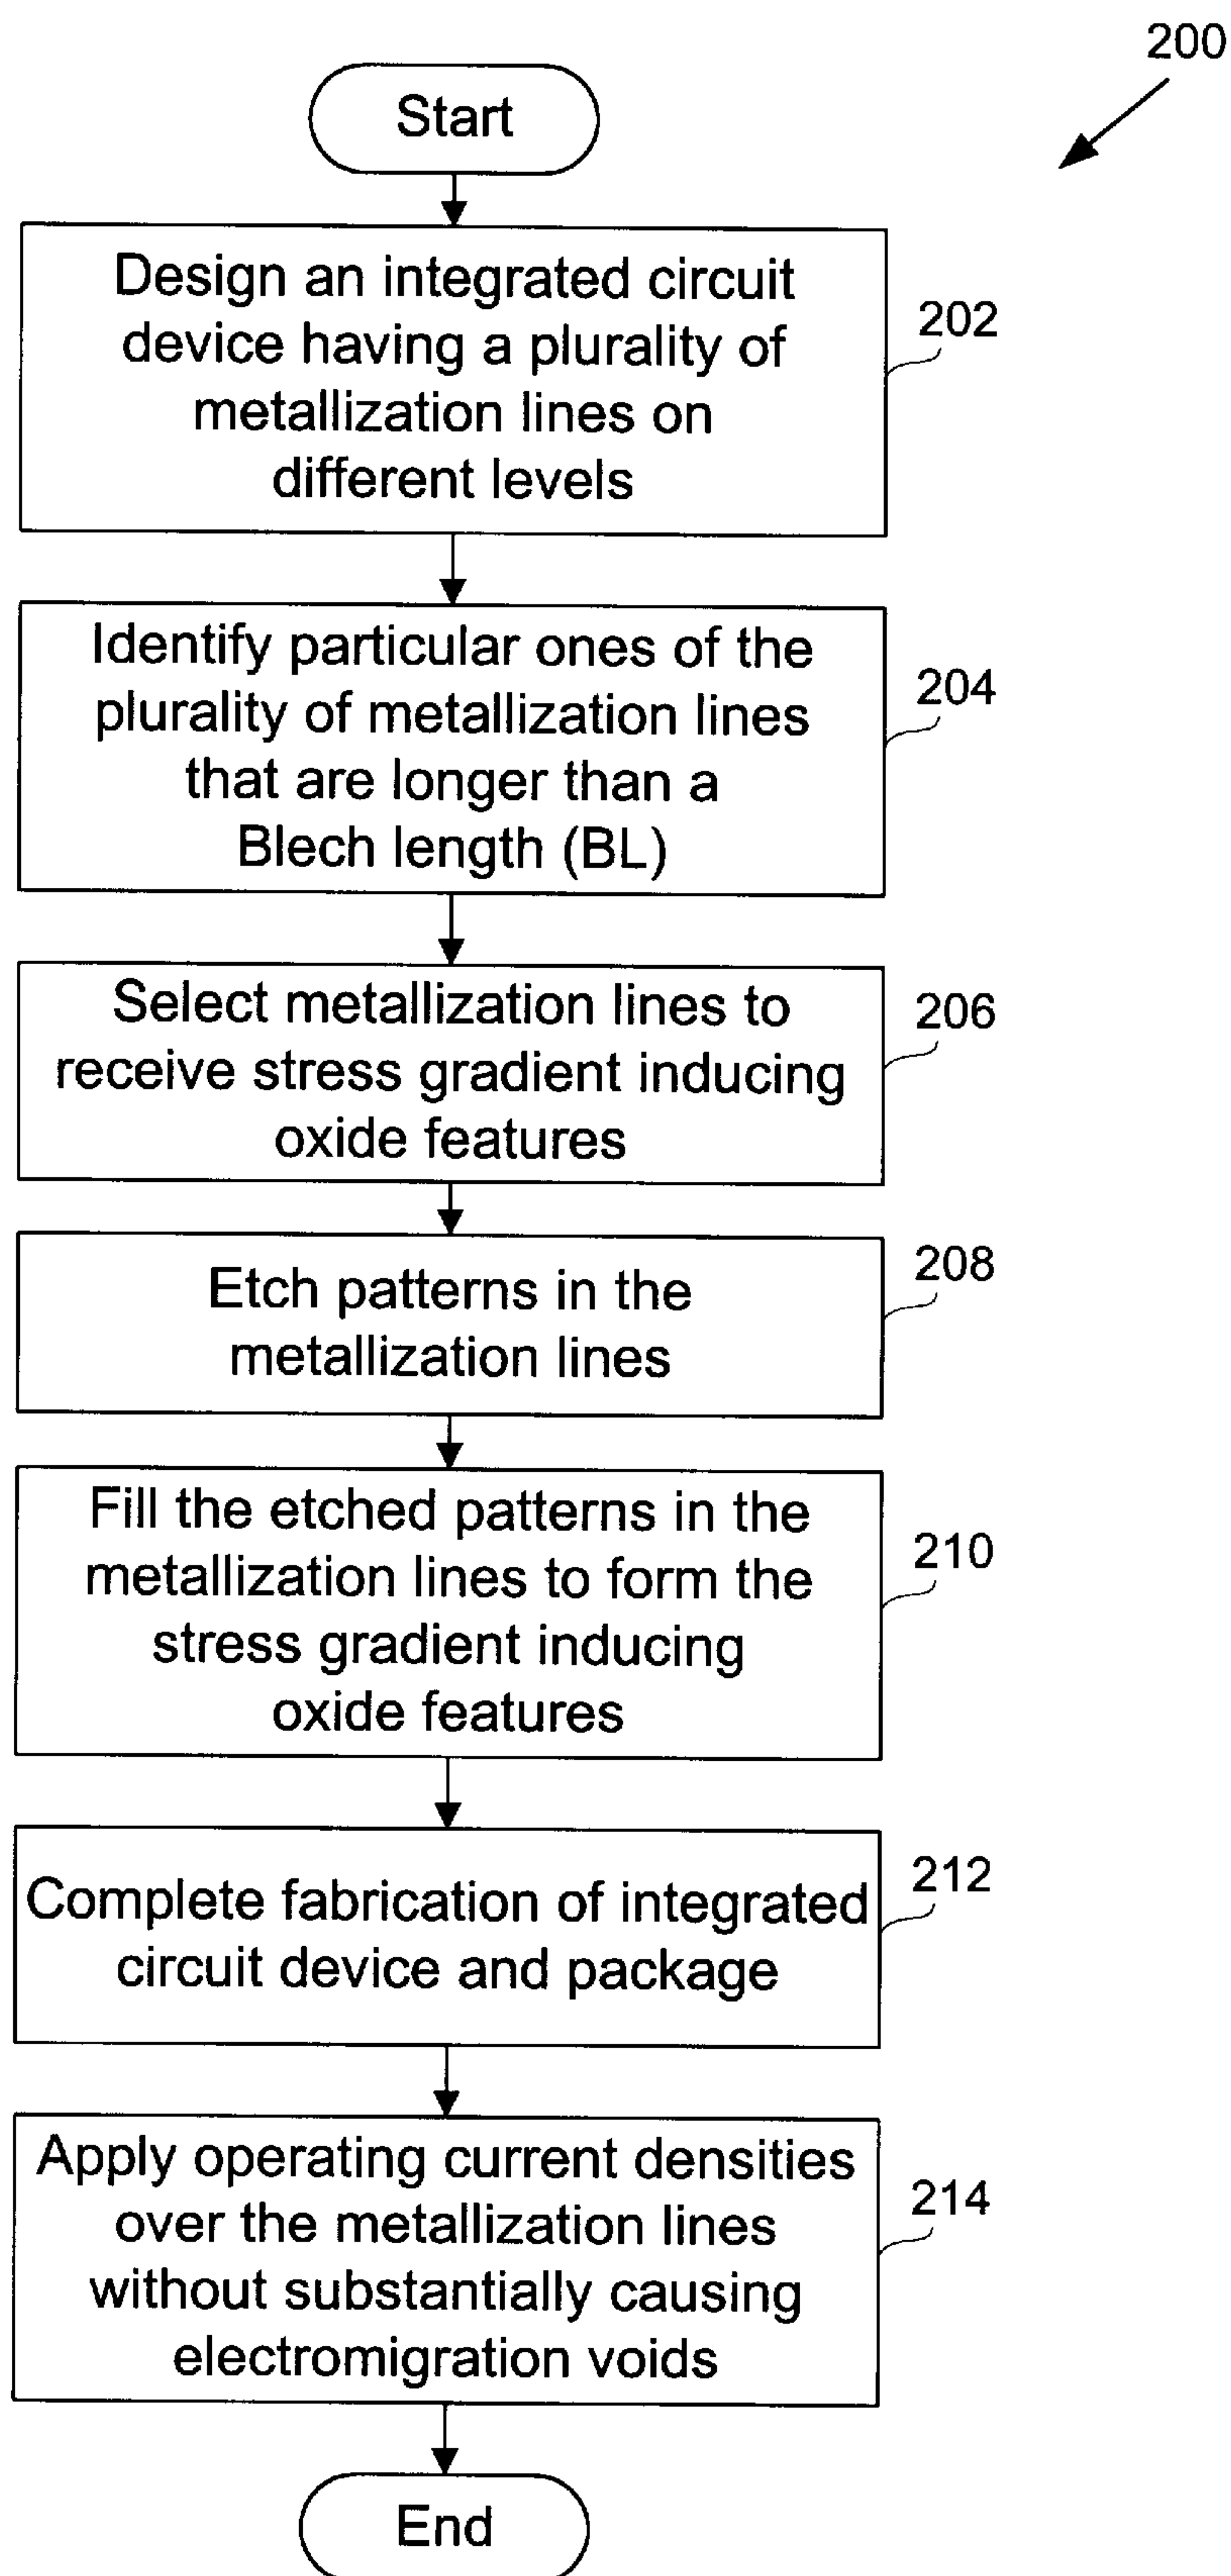 200
Start
Design an integrated circuit
device having a plurality of
metallization lines on
different levels
202
Identify particular ones of the
plurality of metallization lines
that are longer than a
Blech length (BL)
204
Select metallization lines to
receive stress gradient inducing
oxide features
206
Etch patterns in the
metallization lines
208
Fill the etched patterns in the
metallization lines to form the
stress gradient inducing
oxide features
210
Complete fabrication of integrated
circuit device and package
212
Apply operating current densities
over the metallization lines
without substantially causing
electromigration voids
214
End